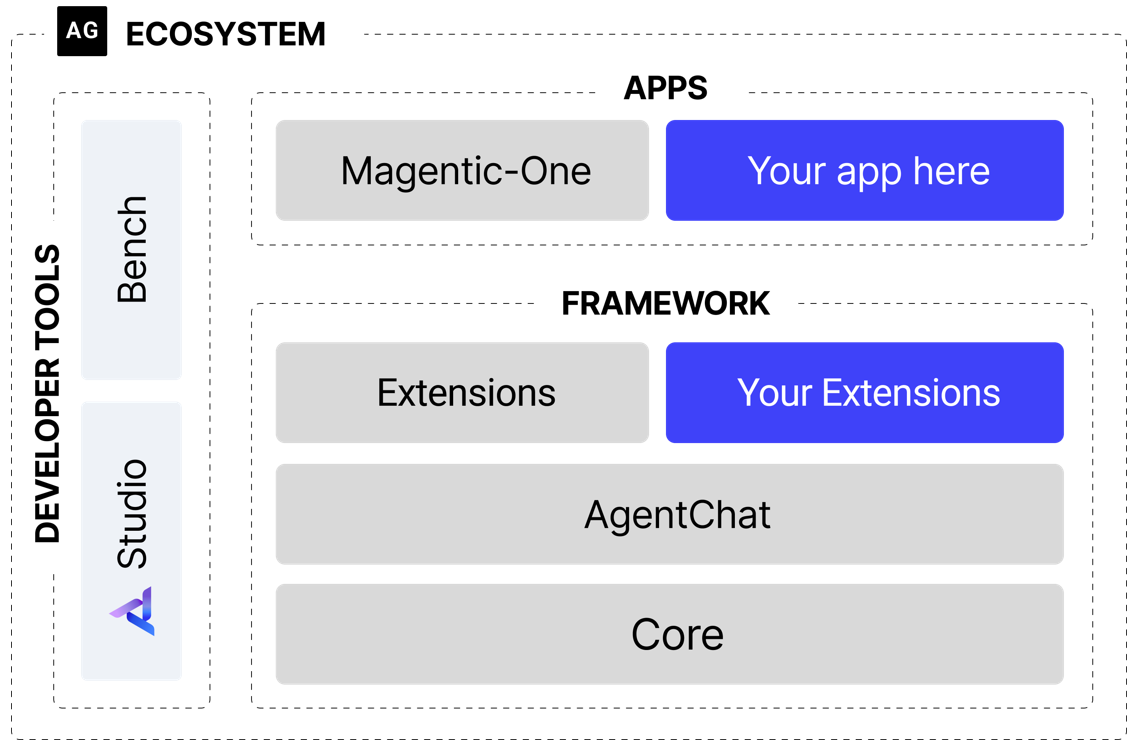 AG ECOSYSTEM
DEVELOPER TOOLS
Bench
Studio
APPS
Magentic-One
Your app here
FRAMEWORK
Extensions
Your Extensions
AgentChat
Core